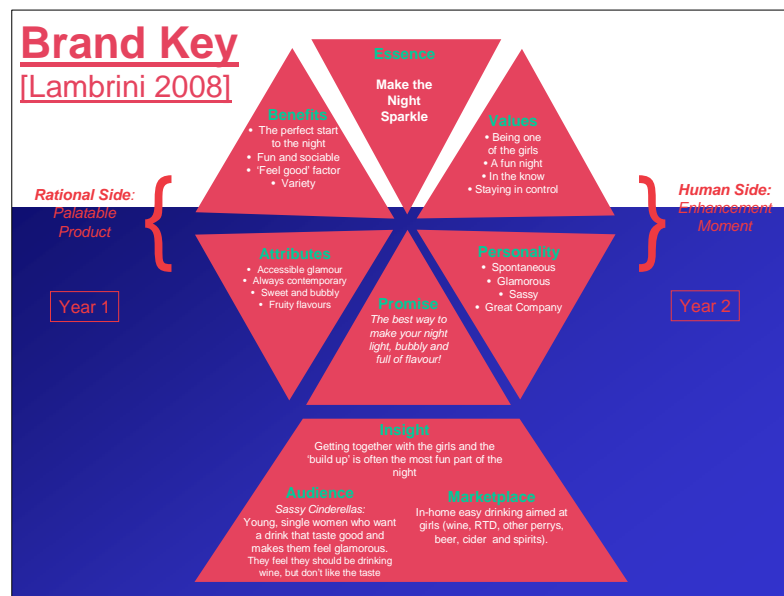 Brand Key
[Lambrini 2008]
Essence
Make the
Night
Sparkle
Benefits
• The perfect start
to the night
• Fun and sociable
• ‘Feel good’ factor
• Variety
Values
• Being one
of the girls
• A fun night
• In the know
• Staying in control
Rational Side:
Palatable
Product
Human Side:
Enhancement
Moment
Attributes
• Accessible glamour
• Always contemporary
• Sweet and bubbly
• Fruity flavours
Personality
• Spontaneous
• Glamorous
• Sassy
• Great Company
Year 1
Promise
The best way to
make your night
light, bubbly and
full of flavour!
Year 2
Insight
Getting together with the girls and the
‘build up’ is often the most fun part of the
night
Audience
Sassy Cinderellas:
Young, single women who want
a drink that taste good and
makes them feel glamorous.
They feel they should be drinking
wine, but don’t like the taste
Marketplace
In-home easy drinking aimed at
girls (wine, RTD, other perrys,
beer, cider and spirits).